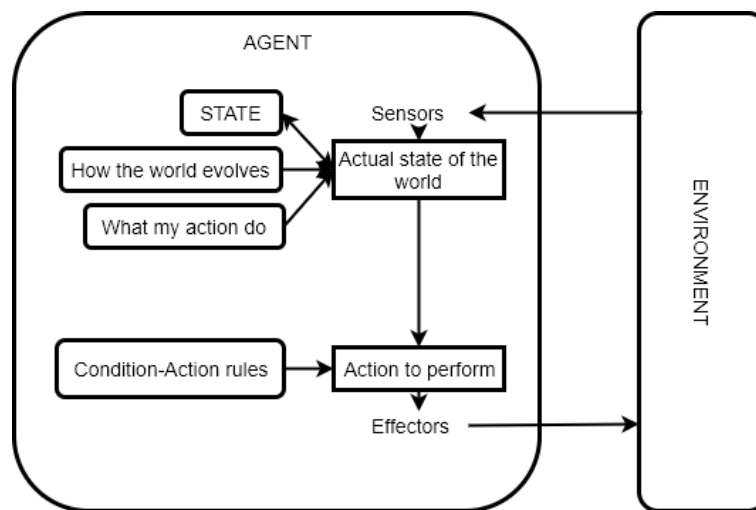 AGENT
STATE
Sensors
How the world evolves
Actual state of the
world
What my action do
ENVIRONMENT
Condition-Action rules
Action to perform
Effectors